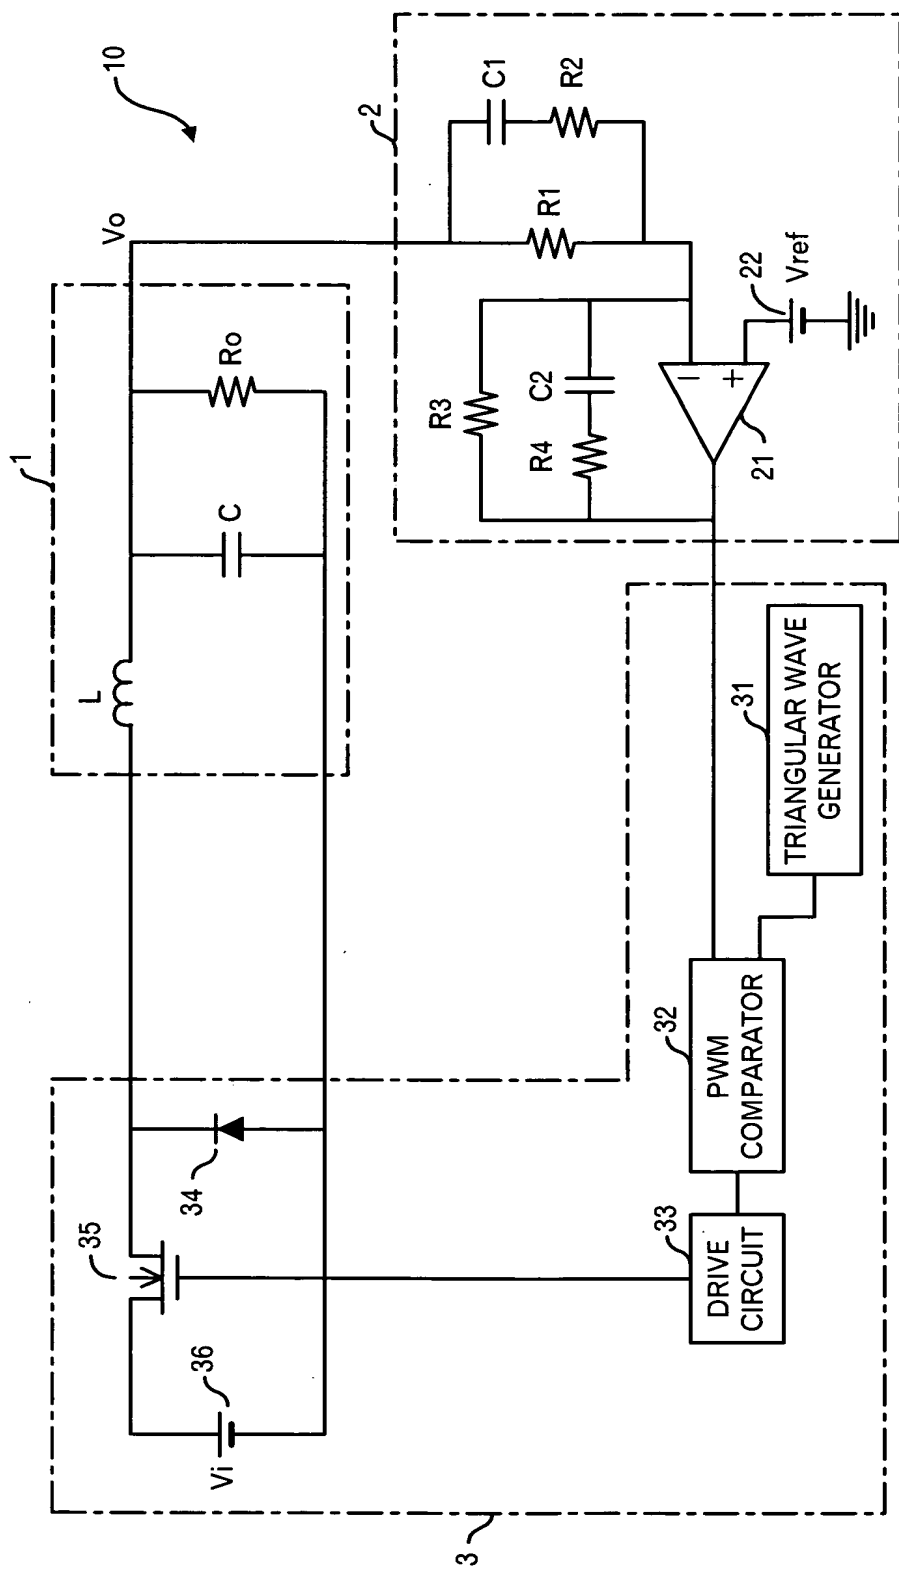 10
Vo
1
L
C
Ro
2
C1
R2
R1
R3
R4
C2
−
+
21
22
Vref
35
34
36
Vi
3
33
DRIVE
CIRCUIT
32
PWM
COMPARATOR
31
TRIANGULAR WAVE
GENERATOR